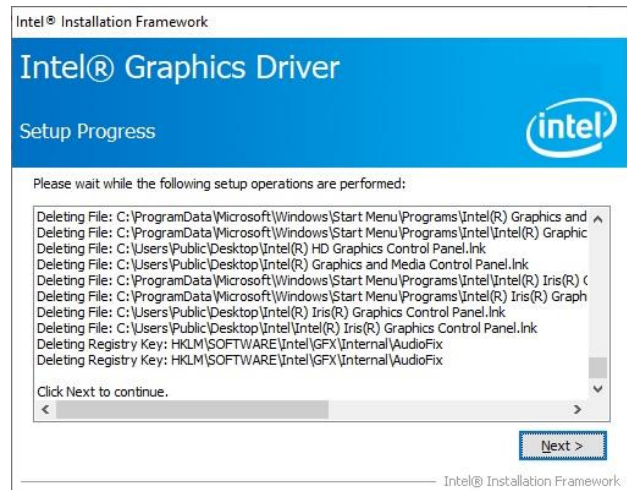 Intel® Installation Framework
Intel® Graphics Driver
Setup Progress
intel
Please wait while the following setup operations are performed:
Deleting File: C:\ProgramData\Microsoft\Windows\Start Menu\Programs\Intel(R) Graphics and
Deleting File: C:\ProgramData\Microsoft\Windows\Start Menu\Programs\Intel\Intel(R) Graphic
Deleting File: C:\Users\Public\Desktop\Intel(R) HD Graphics Control Panel.lnk
Deleting File: C:\Users\Public\Desktop\Intel(R) Graphics and Media Control Panel.lnk
Deleting File: C:\ProgramData\Microsoft\Windows\Start Menu\Programs\Intel\Intel(R) Iris(R) G
Deleting File: C:\ProgramData\Microsoft\Windows\Start Menu\Programs\Intel(R) Iris(R) Graph
Deleting File: C:\Users\Public\Desktop\Intel(R) Iris(R) Graphics Control Panel.lnk
Deleting File: C:\Users\Public\Desktop\Intel\Intel(R) Iris(R) Graphics Control Panel.lnk
Deleting Registry Key: HKLM\SOFTWARE\Intel\GFX\Internal\AudioFix
Deleting Registry Key: HKLM\SOFTWARE\Intel\GFX\Internal\AudioFix
Click Next to continue.
Next >
Intel® Installation Framework